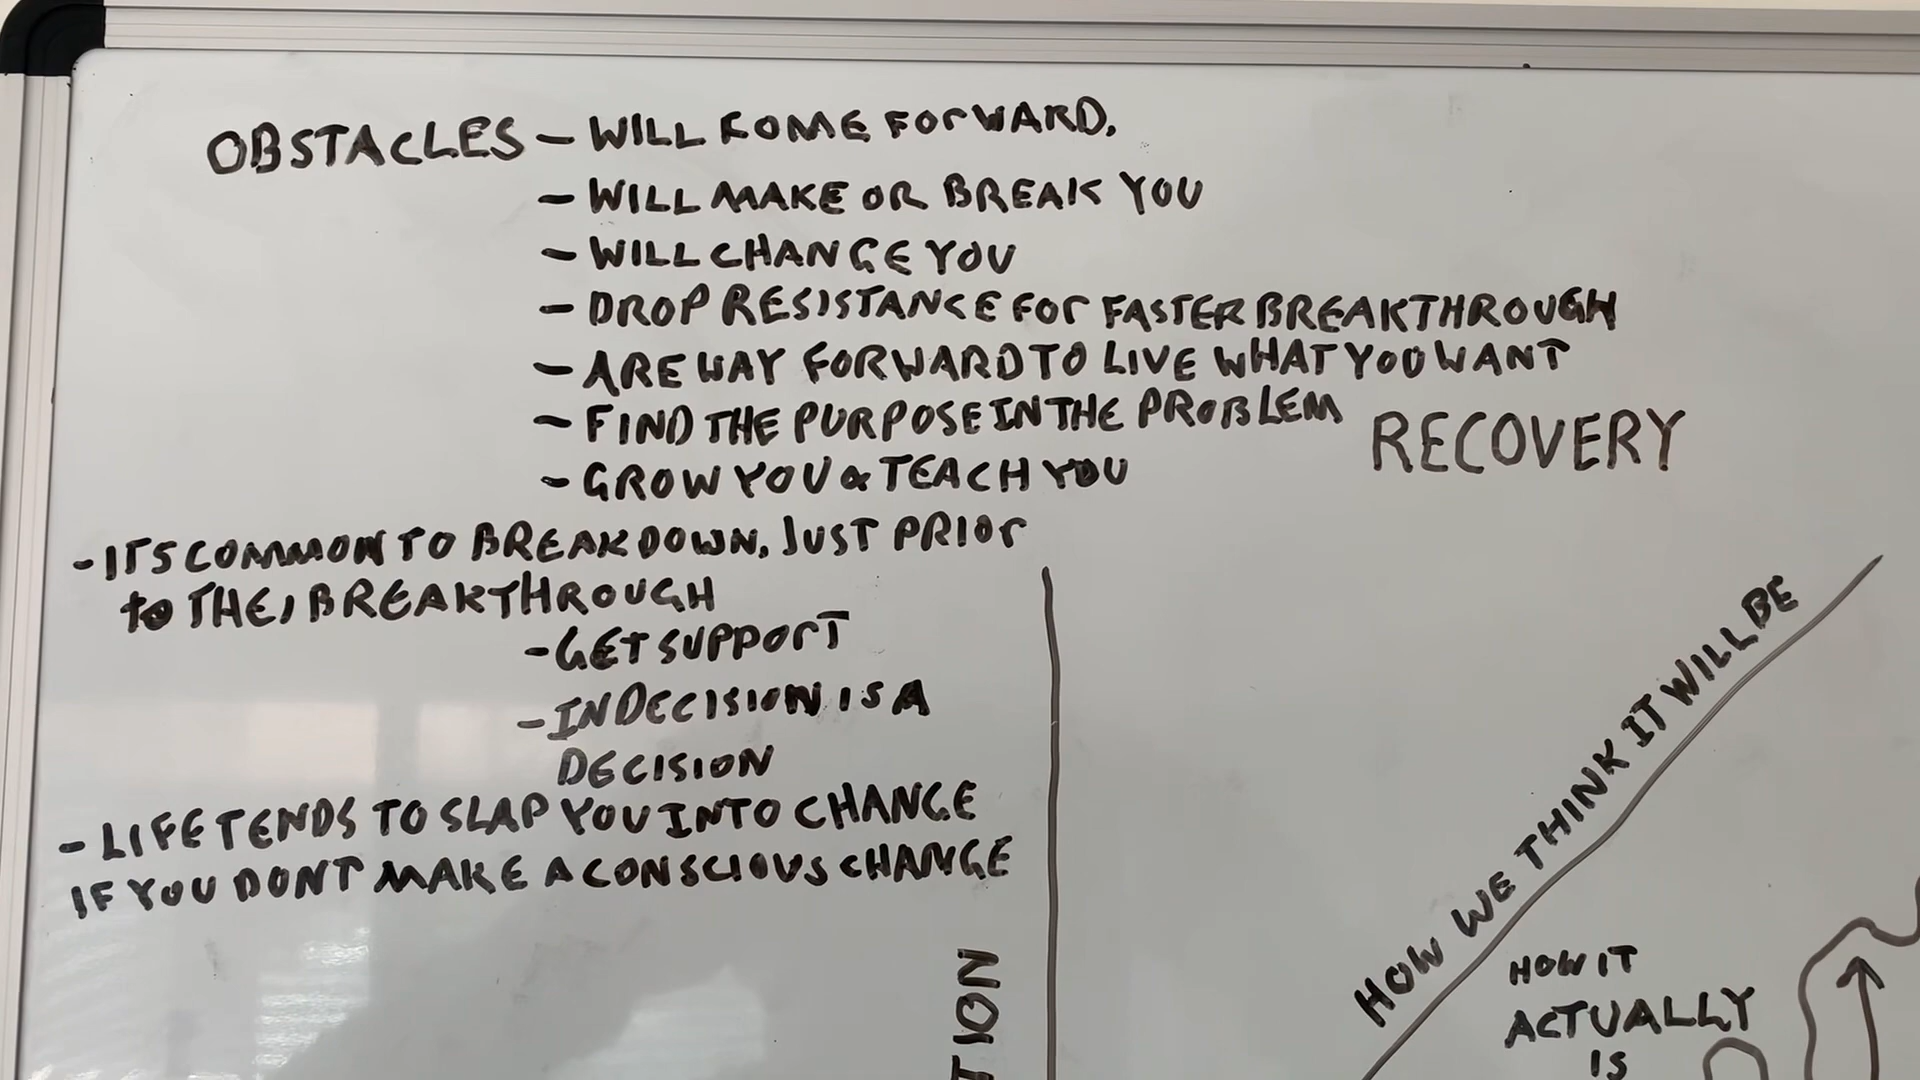 OBSTACLES - WILL COME FORWARD,
- WILL MAKE OR BREAK YOU
- WILL CHANGE YOU
- DROP RESISTANCE FOR FASTER BREAKTHROUGH
- ARE WAY FORWARD TO LIVE WHAT YOU WANT
- FIND THE PURPOSE IN THE PROBLEM
- GROW YOU & TEACH YOU
RECOVERY
- ITS COMMON TO BREAKDOWN, JUST PRIOR
to THE, BREAKTHROUGH
- GET SUPPORT
- INDECISION IS A
DECISION
- LIFE TENDS TO SLAP YOU INTO CHANGE
IF YOU DONT MAKE A CONSCIOUS CHANGE
HOW WE THINK IT WILL BE
HOW IT
ACTUALLY
IS